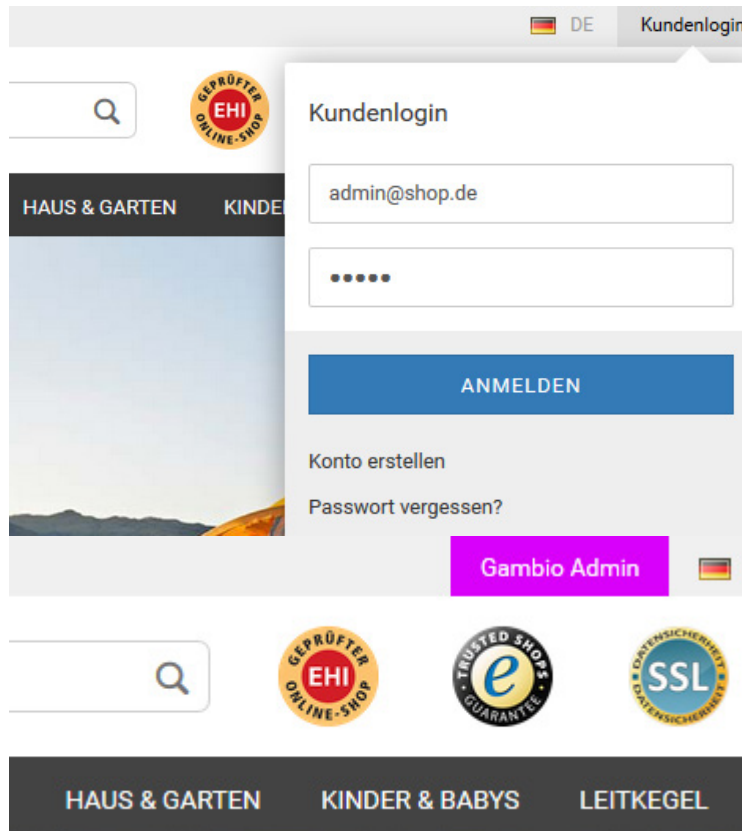 DE Kundenlogin
GEPRÜFTER
EHI
ONLINE-SHOP
Kundenlogin
admin@shop.de
•••••
HAUS & GARTEN
ANMELDEN
Konto erstellen
Passwort vergessen?
Gambio Admin
GEPRÜFTER
EHI
ONLINE-SHOP
TRUSTED SHOPS
e
GUARANTEE
DATENSICHERHEIT
SSL
DATENSICHERHEIT
HAUS & GARTEN KINDER & BABYS LEITKEGEL